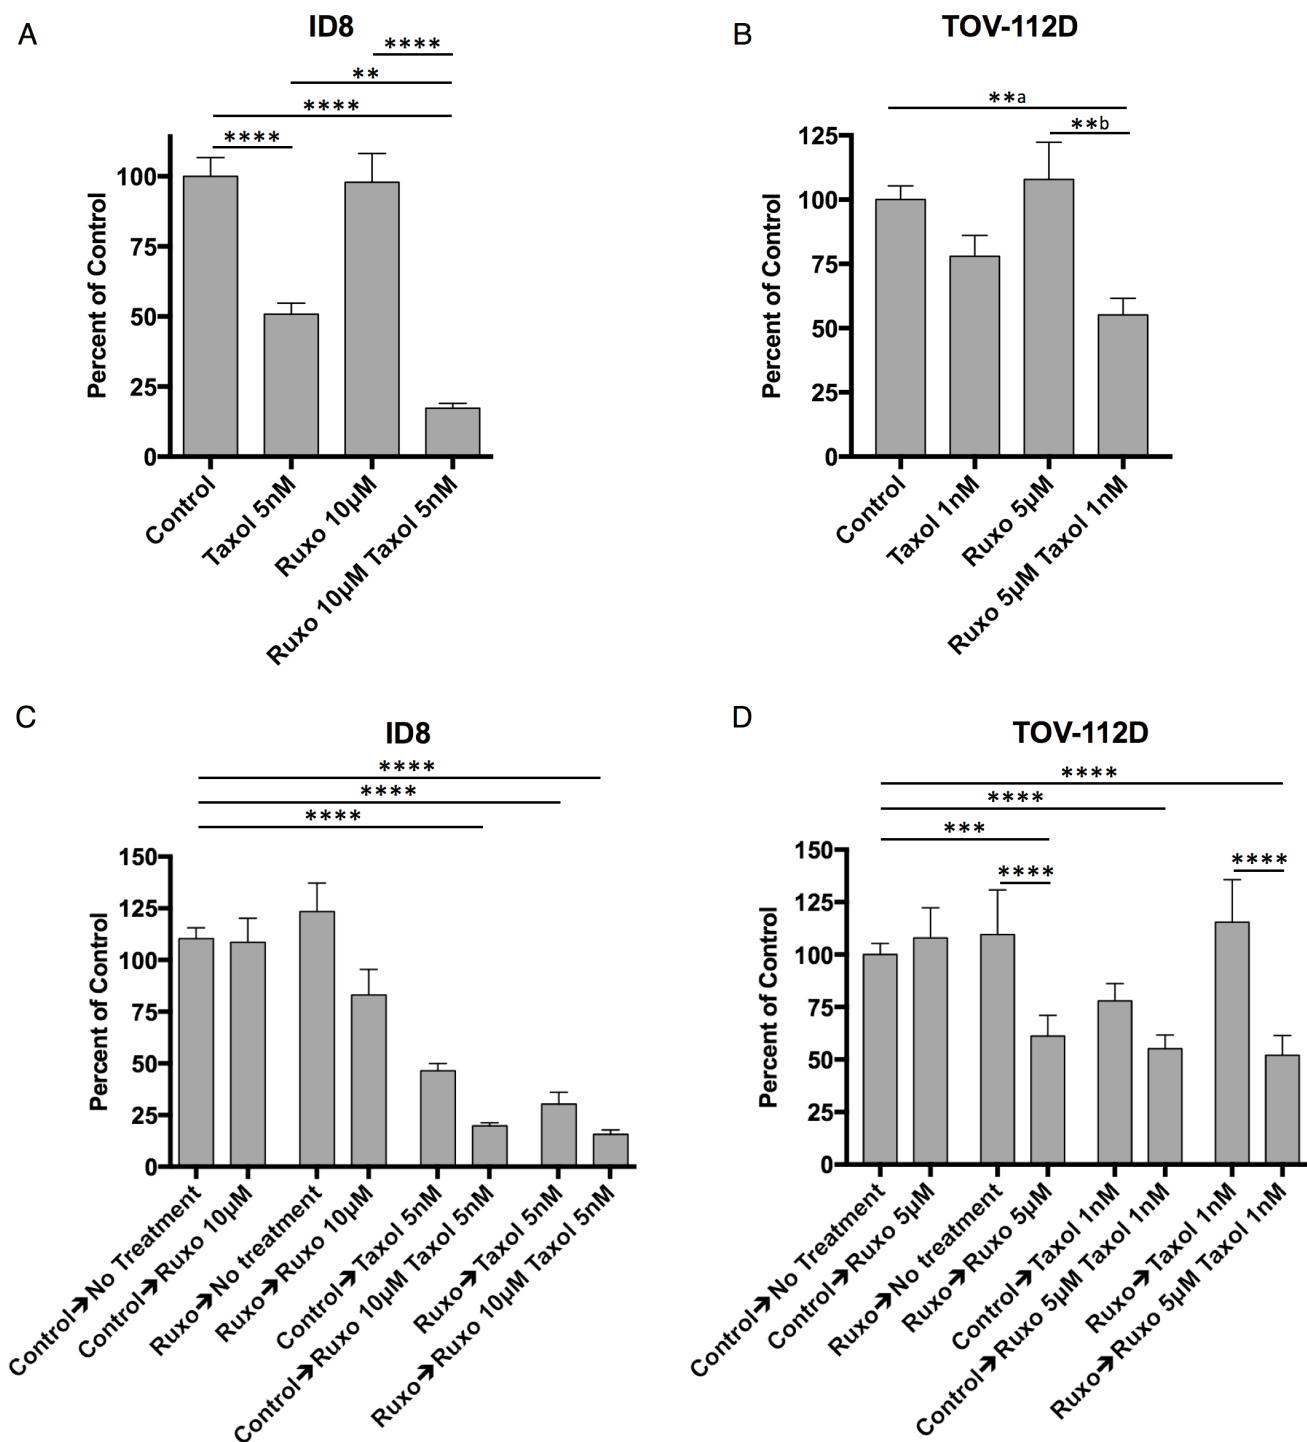 A
ID8
****
**
****
****
Percent of Control
100
75
50
25
0
Control
Taxol 5nM
Ruxo 10µM
Ruxo 10µM Taxol 5nM
B
TOV-112D
**a
**b
Percent of Control
125
100
75
50
25
0
Control
Taxol 1nM
Ruxo 5µM
Ruxo 5µM Taxol 1nM
C
ID8
****
****
****
Percent of Control
150
125
100
75
50
25
0
Control➔No Treatment
Control➔Ruxo 10µM
Ruxo➔No treatment
Ruxo➔Ruxo 10µM
Control➔Taxol 5nM
Control➔Ruxo 10µM Taxol 5nM
Ruxo➔Taxol 5nM
Ruxo➔Ruxo 10µM Taxol 5nM
D
TOV-112D
****
****
***
****
****
Percent of Control
150
125
100
75
50
25
0
Control➔No Treatment
Control➔Ruxo 5µM
Ruxo➔No treatment
Ruxo➔Ruxo 5µM
Control➔Taxol 1nM
Control➔Ruxo 5µM Taxol 1nM
Ruxo➔Taxol 1nM
Ruxo➔Ruxo 5µM Taxol 1nM